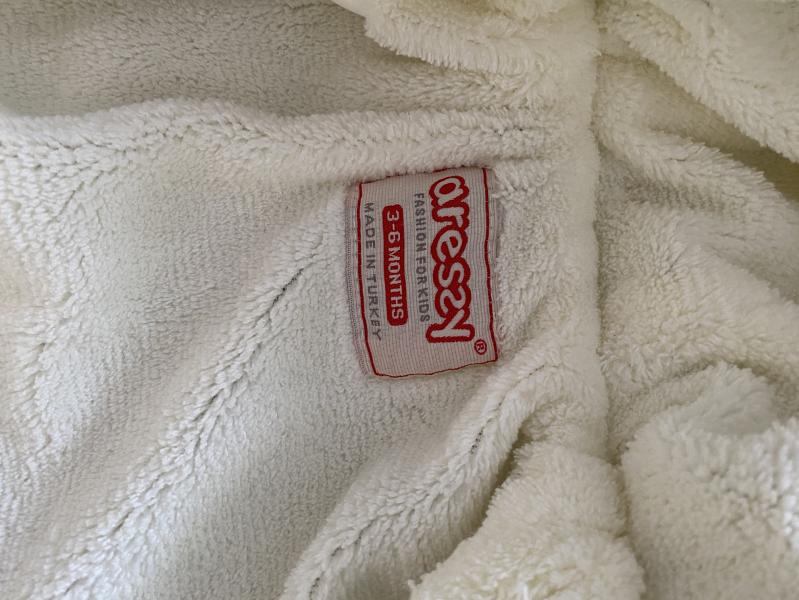 aressy®
FASHION FOR KIDS
3-6 MONTHS
MADE IN TURKEY